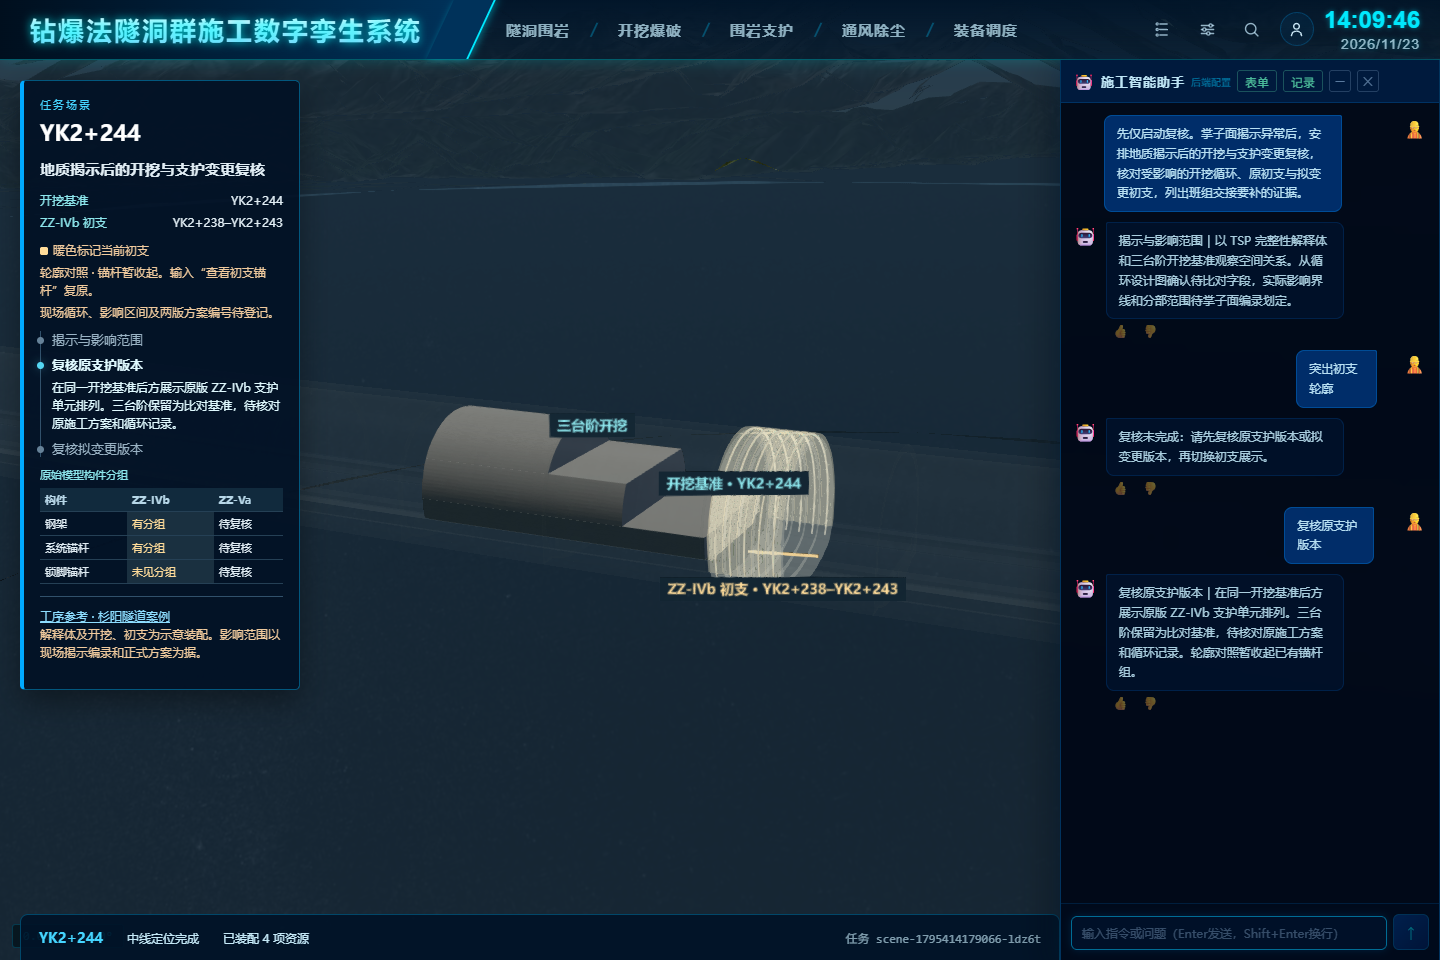 钻爆法隧洞群施工数字孪生系统
隧洞围岩 / 开挖爆破 / 围岩支护 / 通风除尘 / 装备调度
14:09:46
2026/11/23
任务场景
YK2+244
地质揭示后的开挖与支护变更复核
开挖基准 YK2+244
ZZ-IVb 初支 YK2+238—YK2+243
暖色标记当前初支
轮廓对照 · 锚杆暂收起。输入“查看初支锚
杆”复原。
现场循环、影响区间及两版方案编号待登记。
揭示与影响范围
复核原支护版本
在同一开挖基准后方展示原版 ZZ-IVb 支护
单元排列。三台阶保留为比对基准，待核对
原施工方案和循环记录。
复核拟变更版本
原始模型构件分组
构件 ZZ-IVb ZZ-Va
钢架 有分组 待复核
系统锚杆 有分组 待复核
锁脚锚杆 未见分组 待复核
工序参考 · 杉阳隧道案例
解释体及开挖、初支为示意装配。影响范围以
现场揭示编录和正式方案为据。
三台阶开挖
开挖基准 • YK2+244
ZZ-IVb 初支 • YK2+238—YK2+243
YK2+244 中线定位完成 已装配 4 项资源 任务 scene-1795414179066-1dz6t
施工智能助手 后端配置 表单 记录
先仅启动复核。掌子面揭示异常后，安
排地质揭示后的开挖与支护变更复核，
核对受影响的开挖循环、原初支与拟变
更初支，列出班组交接要补的证据。
揭示与影响范围 | 以 TSP 完整性解释体
和三台阶开挖基准观察空间关系。从循
环设计图确认待比对字段，实际影响界
线和分部范围待掌子面编录划定。
突出初支
轮廓
复核未完成：请先复核原支护版本或拟
变更版本，再切换初支展示。
复核原支护
版本
复核原支护版本 | 在同一开挖基准后方
展示原版 ZZ-IVb 支护单元排列。三台
阶保留为比对基准，待核对原施工方案
和循环记录。轮廓对照暂收起已有锚杆
组。
输入指令或问题（Enter发送，Shift+Enter换行）